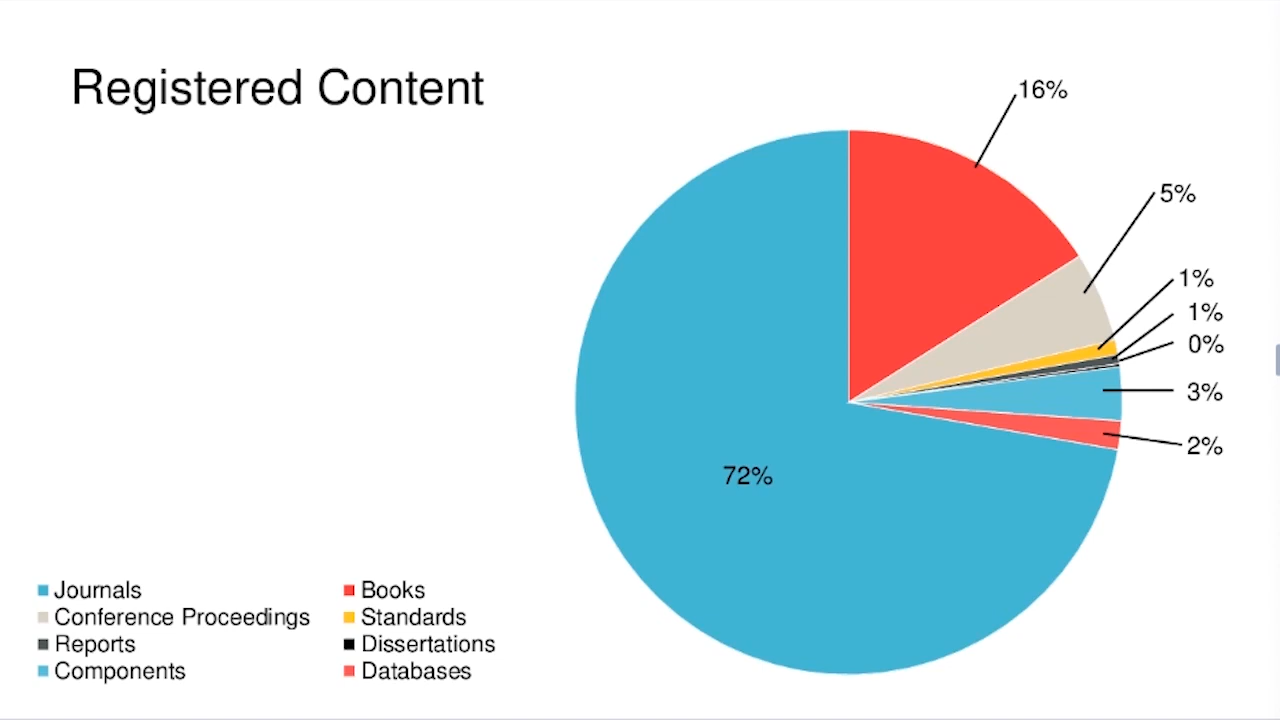 Registered Content
16%
5%
1%
1%
0%
3%
2%
72%
Journals
Books
Conference Proceedings
Standards
Reports
Dissertations
Components
Databases